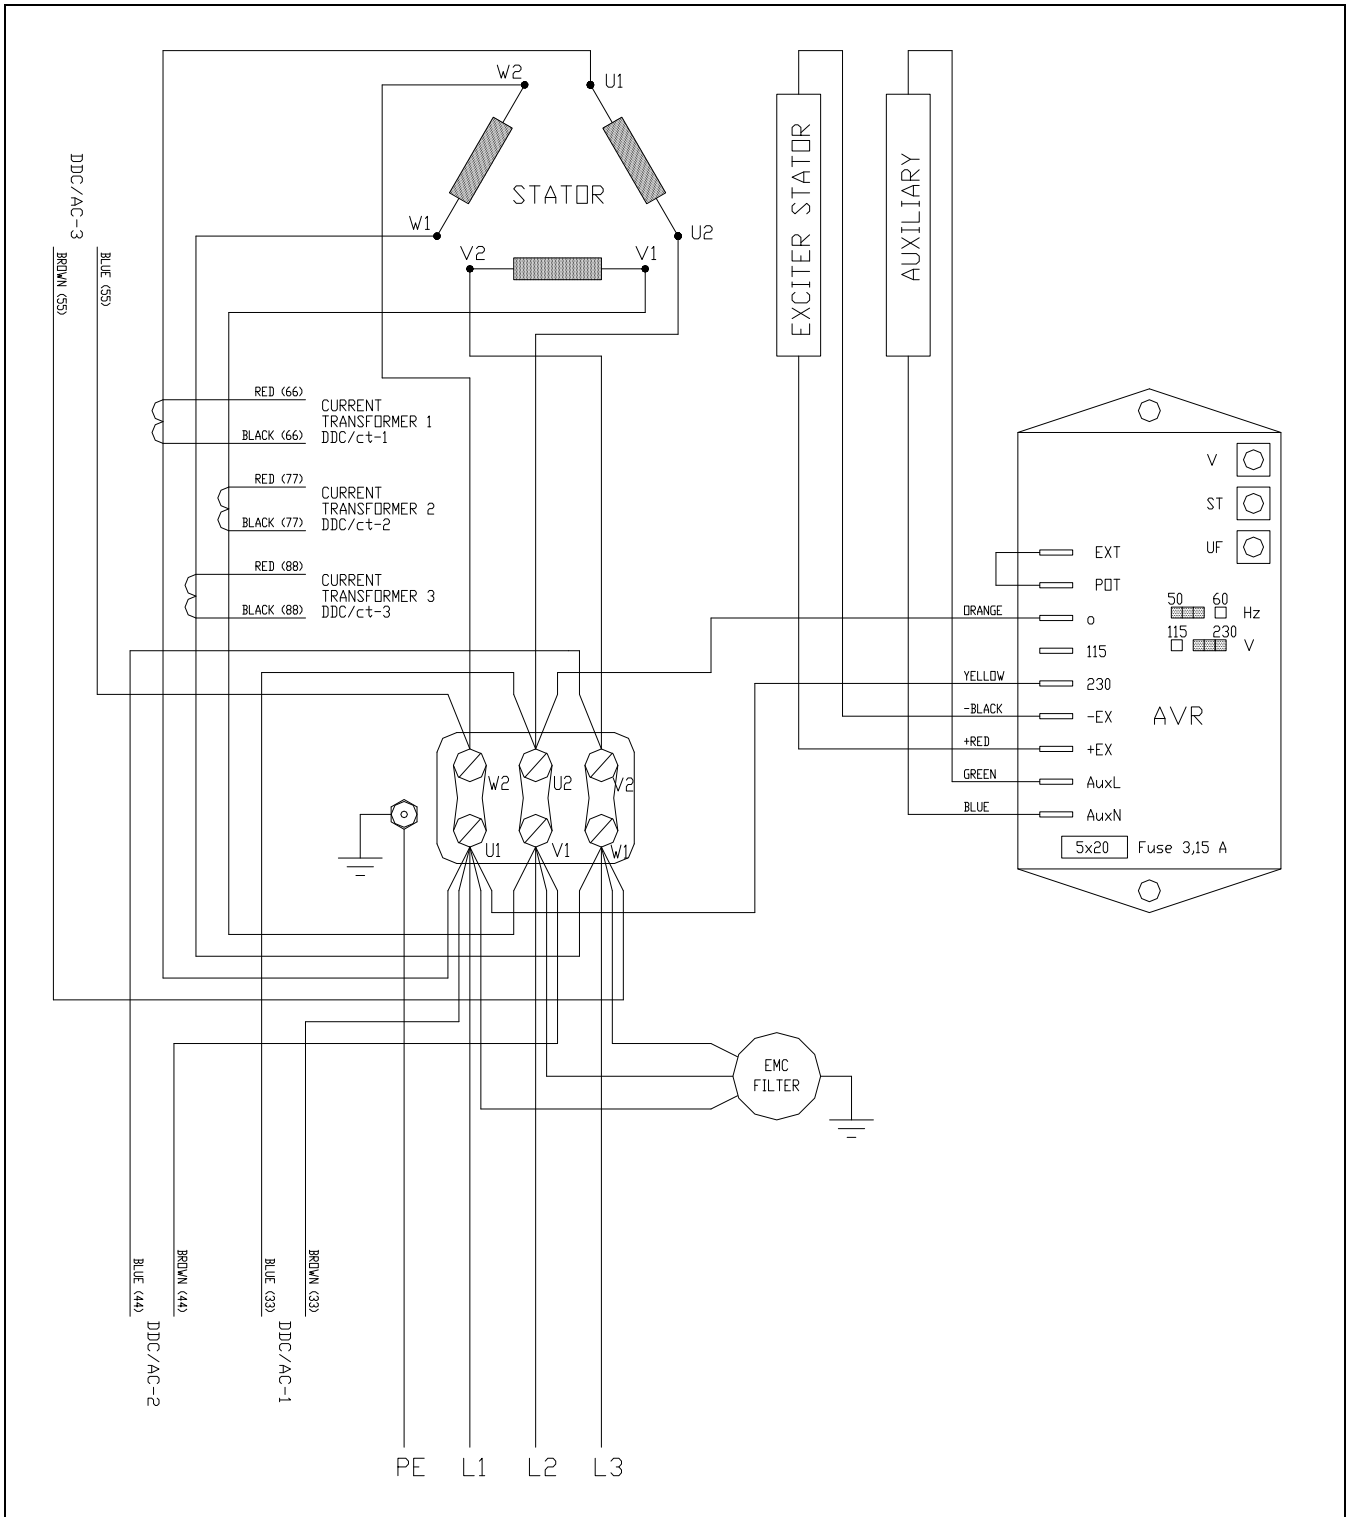 W2
U1
DDC/AC-3
BROWN (55)
BLUE (55)
STATOR
W1
U2
V2
V1
EXCITER STATOR
AUXILIARY
RED (66)
BLACK (66)
CURRENT
TRANSFORMER 1
DDC/ct-1
RED (77)
BLACK (77)
CURRENT
TRANSFORMER 2
DDC/ct-2
RED (88)
BLACK (88)
CURRENT
TRANSFORMER 3
DDC/ct-3
V
ST
UF
EXT
POT
50 60 Hz
ORANGE
o
115 230 V
115
YELLOW
230
-BLACK
-EX
AVR
+RED
+EX
GREEN
AuxL
BLUE
AuxN
5x20 Fuse 3,15 A
W2
U2
V2
U1
V1
W1
EMC
FILTER
BLUE (44)
BROWN (44)
DDC/AC-2
BLUE (33)
BROWN (33)
DDC/AC-1
PE L1 L2 L3